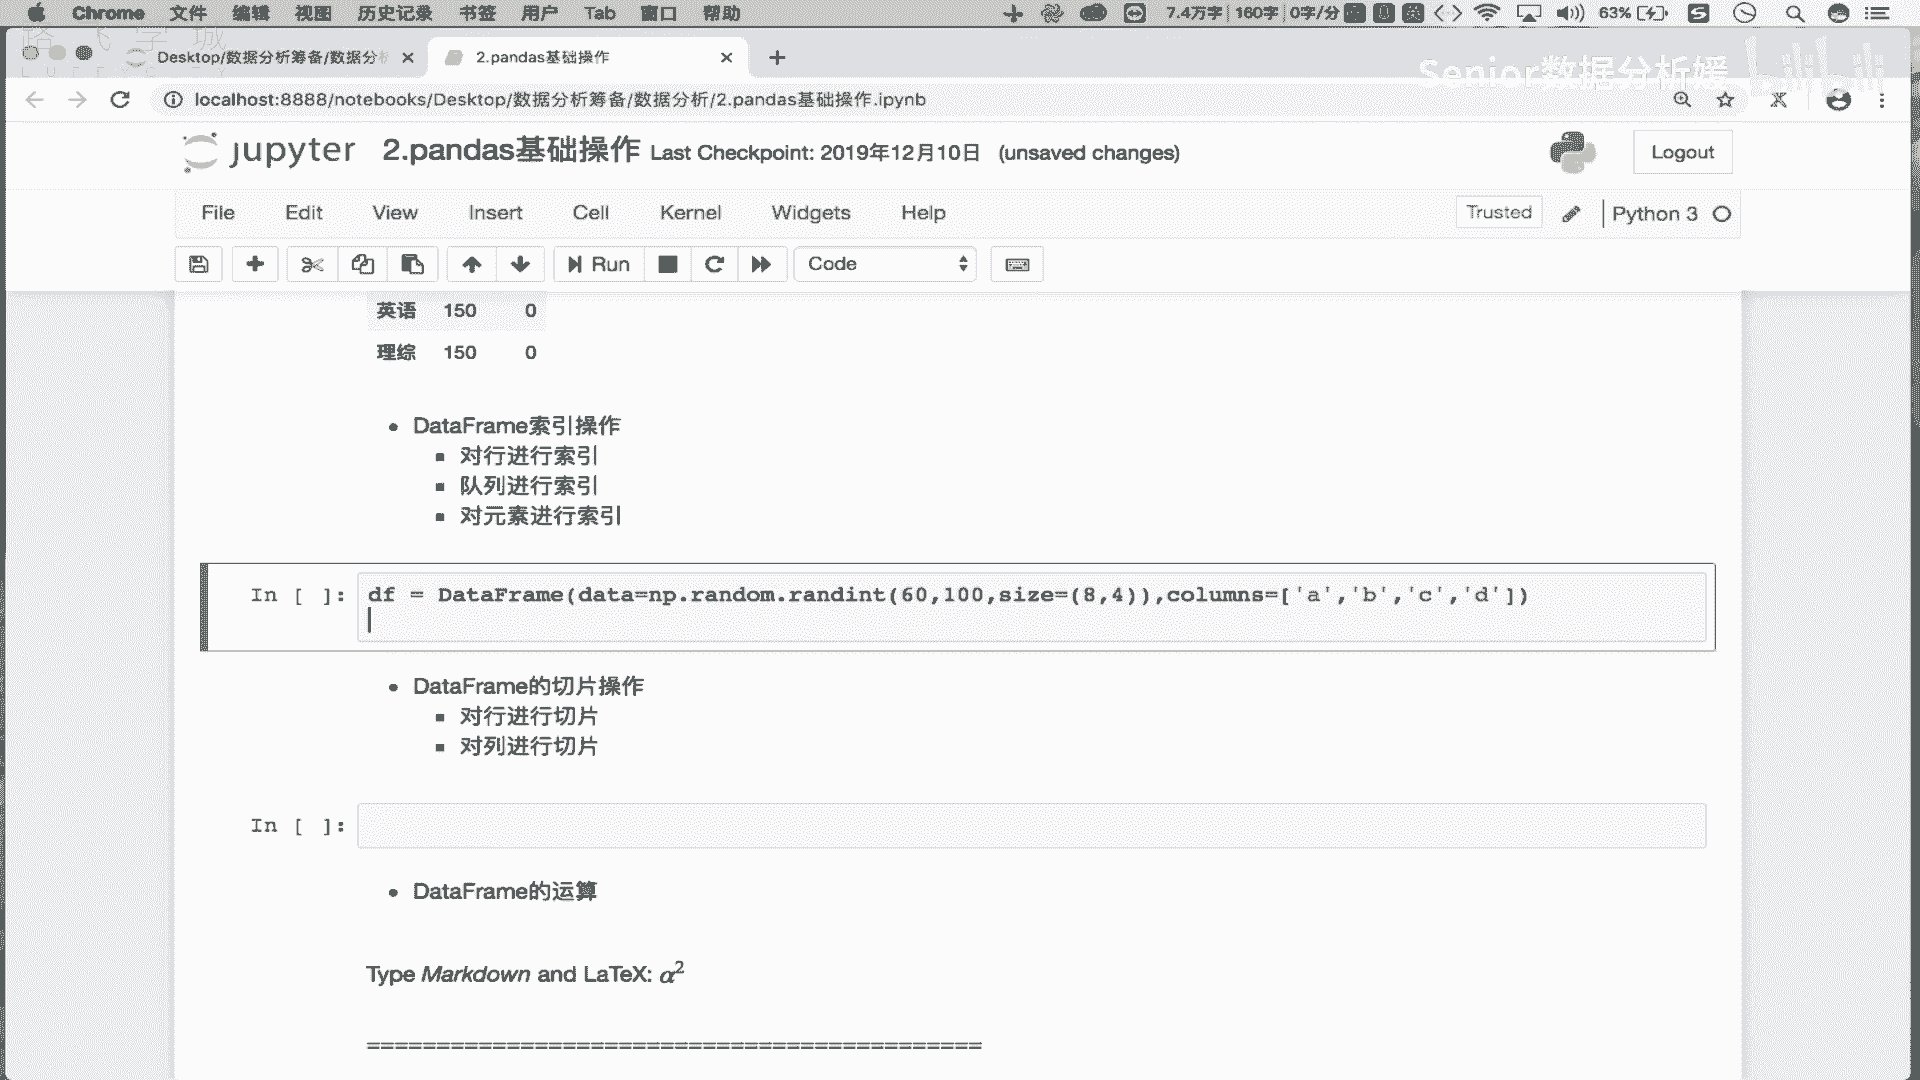 Chrome 文件 编辑 视图 历史记录 书签 用户 Tab 窗口 帮助 7.4万字 160字 0字/分 63%
Desktop/数据分析筹备/数据分析
2.pandas基础操作
Senior数据分析媛 bilibili
localhost:8888/notebooks/Desktop/数据分析筹备/数据分析/2.pandas基础操作.ipynb
jupyter 2.pandas基础操作 Last Checkpoint: 2019年12月10日 (unsaved changes)
Logout
File Edit View Insert Cell Kernel Widgets Help
Trusted Python 3
Run Code
英语 150 0
理综 150 0
DataFrame索引操作
对行进行索引
队列进行索引
对元素进行索引
In [ ]: df = DataFrame(data=np.random.randint(60,100,size=(8,4)),columns=['a','b','c','d'])
DataFrame的切片操作
对行进行切片
对列进行切片
In [ ]:
DataFrame的运算
Type Markdown and LaTeX: α²
============================================